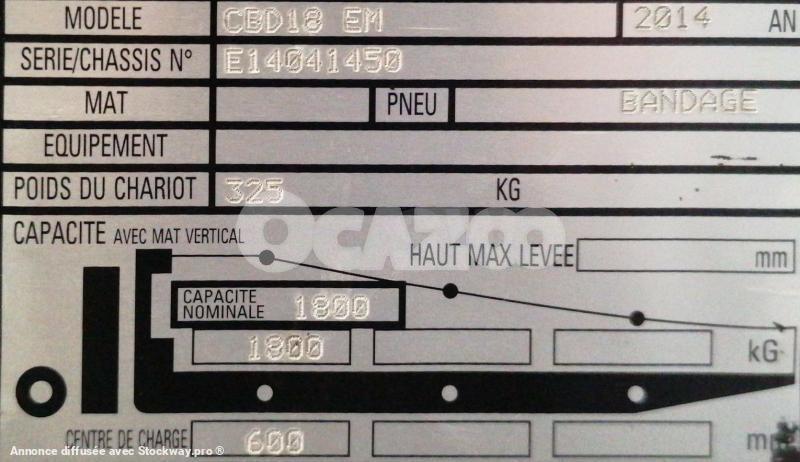 MODELE CBD18 EM 2014 AN
SERIE/CHASSIS N° E14041450
MAT PNEU BANDAGE
EQUIPEMENT
POIDS DU CHARIOT 325 KG
OCAZOO
CAPACITE AVEC MAT VERTICAL
HAUT MAX LEVEE mm
CAPACITE
NOMINALE 1800
1800 kG
CENTRE DE CHARGE 600 mm
Annonce diffusée avec Stockway.pro ®